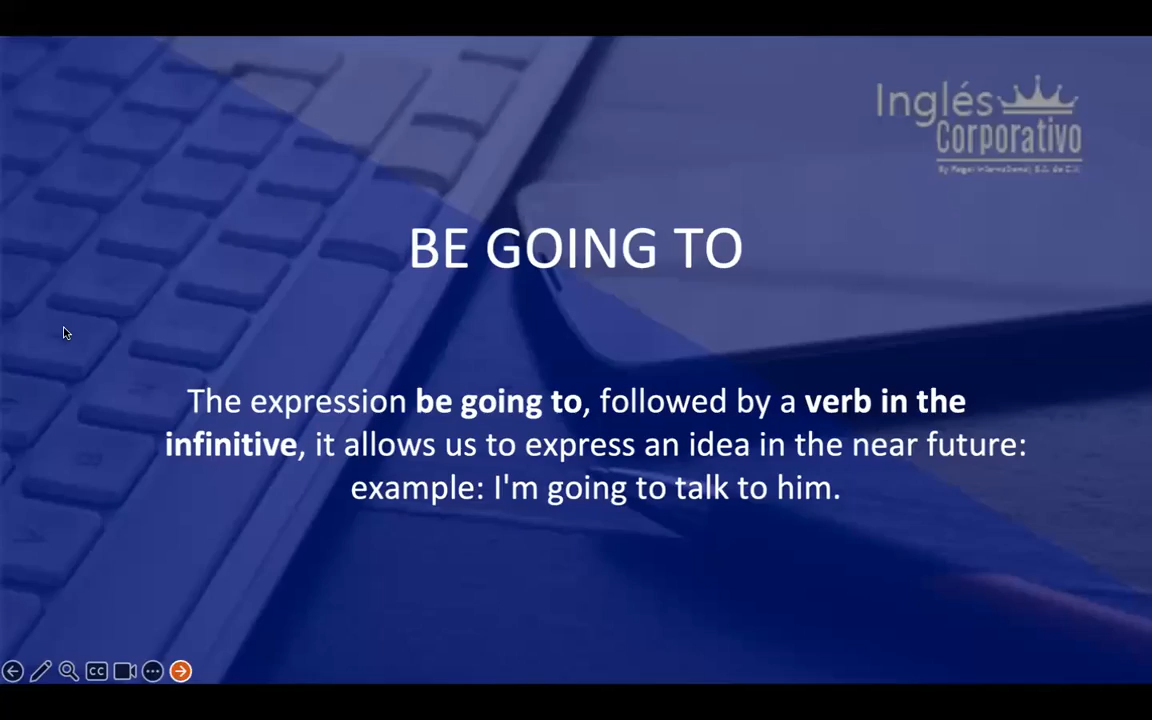 Inglés
Corporativo
BE GOING TO
The expression be going to, followed by a verb in the
infinitive, it allows us to express an idea in the near future:
example: I'm going to talk to him.
CC